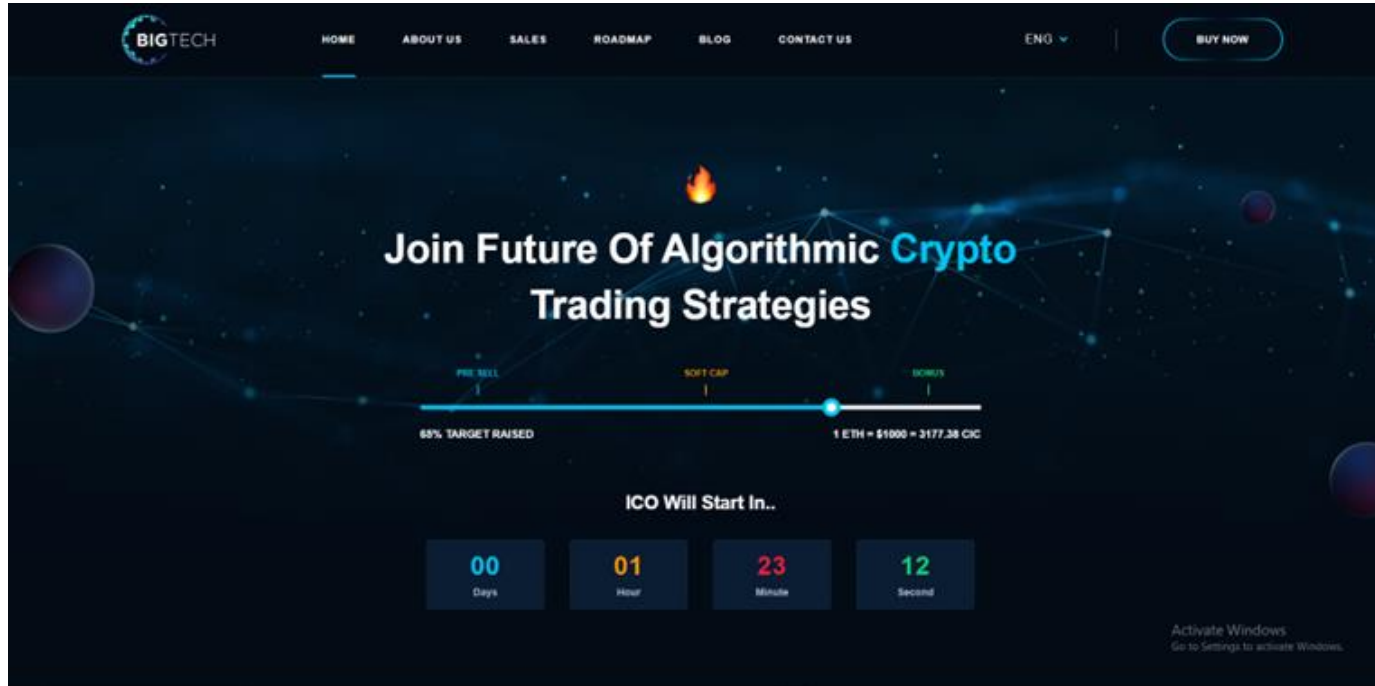 BIGTECH
HOME ABOUT US SALES ROADMAP BLOG CONTACT US ENG BUY NOW
Join Future Of Algorithmic Crypto
Trading Strategies
PRE SELL SOFT CAP BONUS
68% TARGET RAISED 1 ETH = $1000 = 3177.38 CIC
ICO Will Start In..
00 01 23 12
Days Hour Minute Second
Activate Windows
Go to Settings to activate Windows.